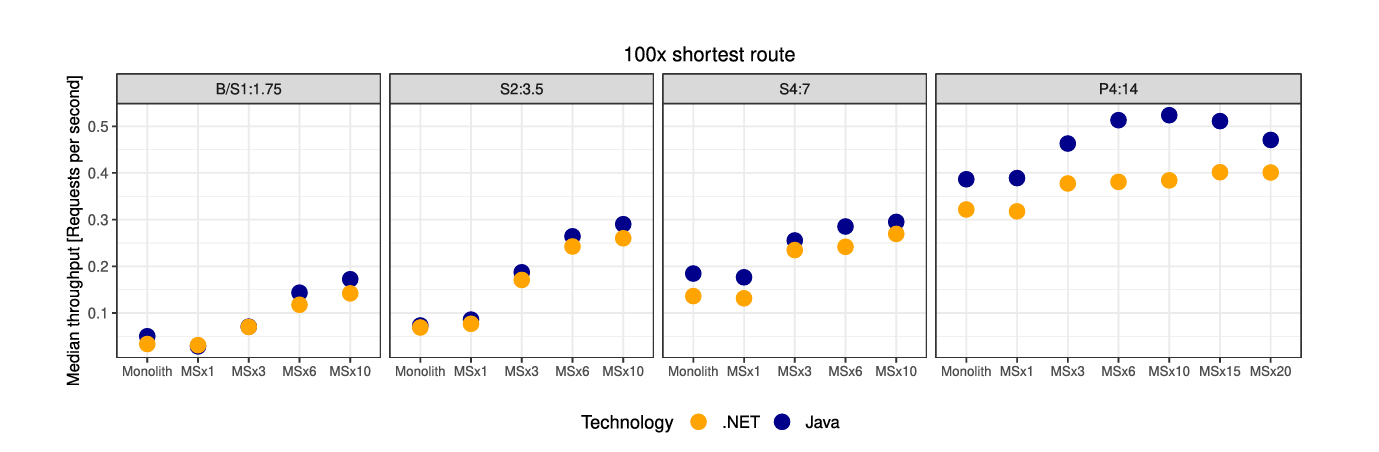 100x shortest route
B/S1:1.75 S2:3.5 S4:7 P4:14
Median throughput [Requests per second]
0.5
0.4
0.3
0.2
0.1
Monolith MSx1 MSx3 MSx6 MSx10 Monolith MSx1 MSx3 MSx6 MSx10 Monolith MSx1 MSx3 MSx6 MSx10 Monolith MSx1 MSx3 MSx6 MSx10 MSx15 MSx20
Technology .NET Java